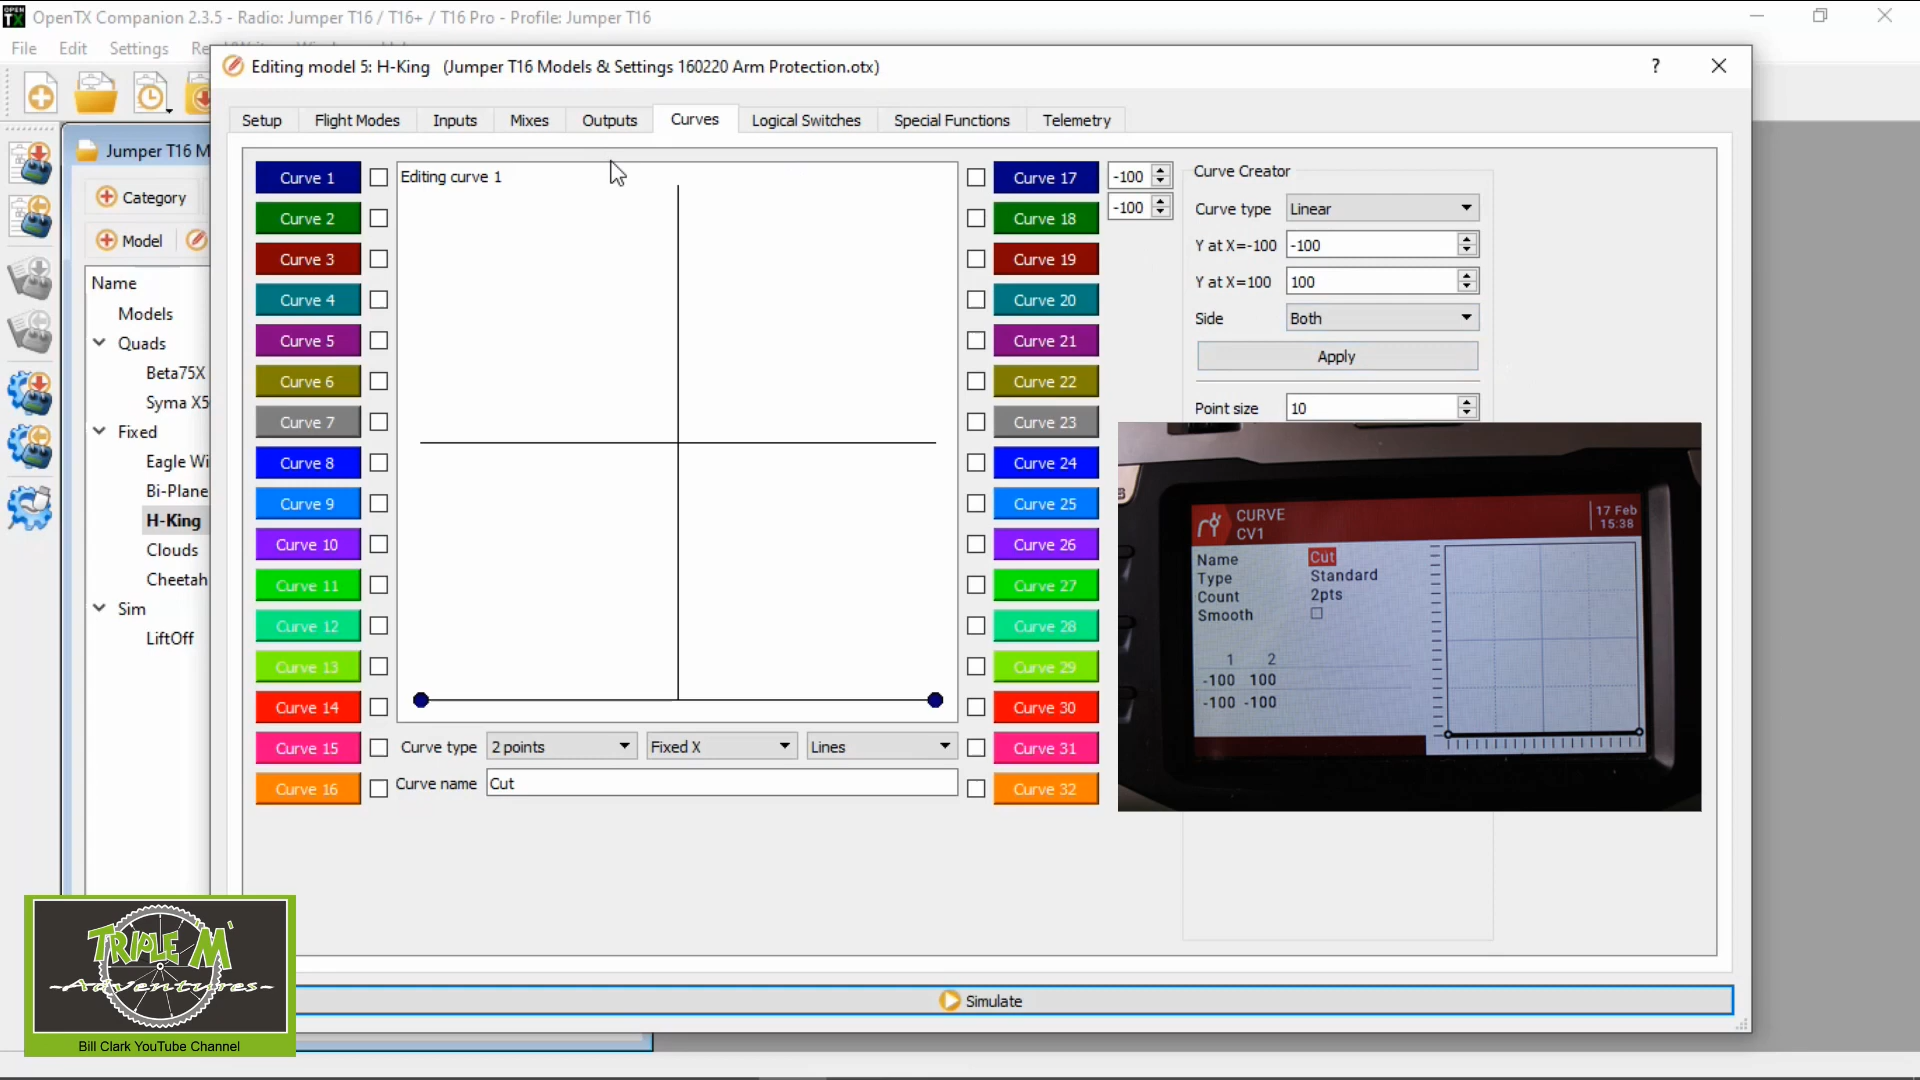 OPEN TX OpenTX Companion 2.3.5 - Radio: Jumper T16 / T16+ / T16 Pro - Profile: Jumper T16
File Edit Settings
Editing model 5: H-King (Jumper T16 Models & Settings 160220 Arm Protection.otx)
Setup Flight Modes Inputs Mixes Outputs Curves Logical Switches Special Functions Telemetry
Jumper T16 M
Category
Model
Name
Models
Quads
Beta75X
Syma X5
Fixed
Eagle Wi
Bi-Plane
H-King
Clouds
Cheetah
Sim
LiftOff
Curve 1
Curve 2
Curve 3
Curve 4
Curve 5
Curve 6
Curve 7
Curve 8
Curve 9
Curve 10
Curve 11
Curve 12
Curve 13
Curve 14
Curve 15
Curve 16
Editing curve 1
Curve type 2 points Fixed X Lines
Curve name Cut
Curve 17
Curve 18
Curve 19
Curve 20
Curve 21
Curve 22
Curve 23
Curve 24
Curve 25
Curve 26
Curve 27
Curve 28
Curve 29
Curve 30
Curve 31
Curve 32
-100
-100
Curve Creator
Curve type Linear
Y at X=-100 -100
Y at X=100 100
Side Both
Apply
Point size 10
CURVE
CV1
17 Feb
15:38
Name Cut
Type Standard
Count 2pts
Smooth
1 2
-100 100
-100 -100
Simulate
TRIPLE M
-Adventures-
Bill Clark YouTube Channel